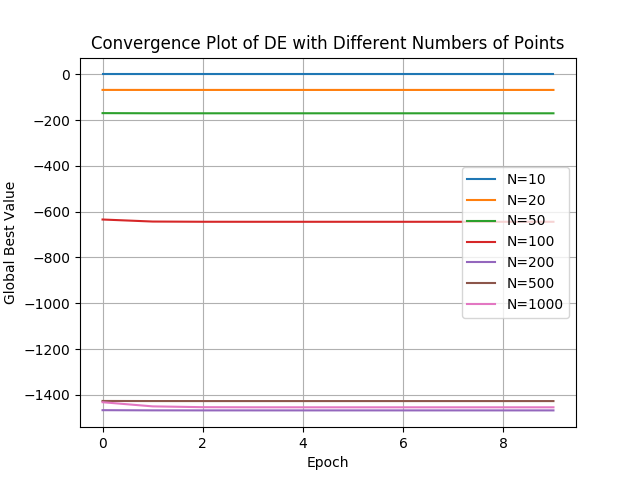 Convergence Plot of DE with Different Numbers of Points
0
−200
−400
−600
−800
−1000
−1200
−1400
Global Best Value
N=10
N=20
N=50
N=100
N=200
N=500
N=1000
0 2 4 6 8
Epoch